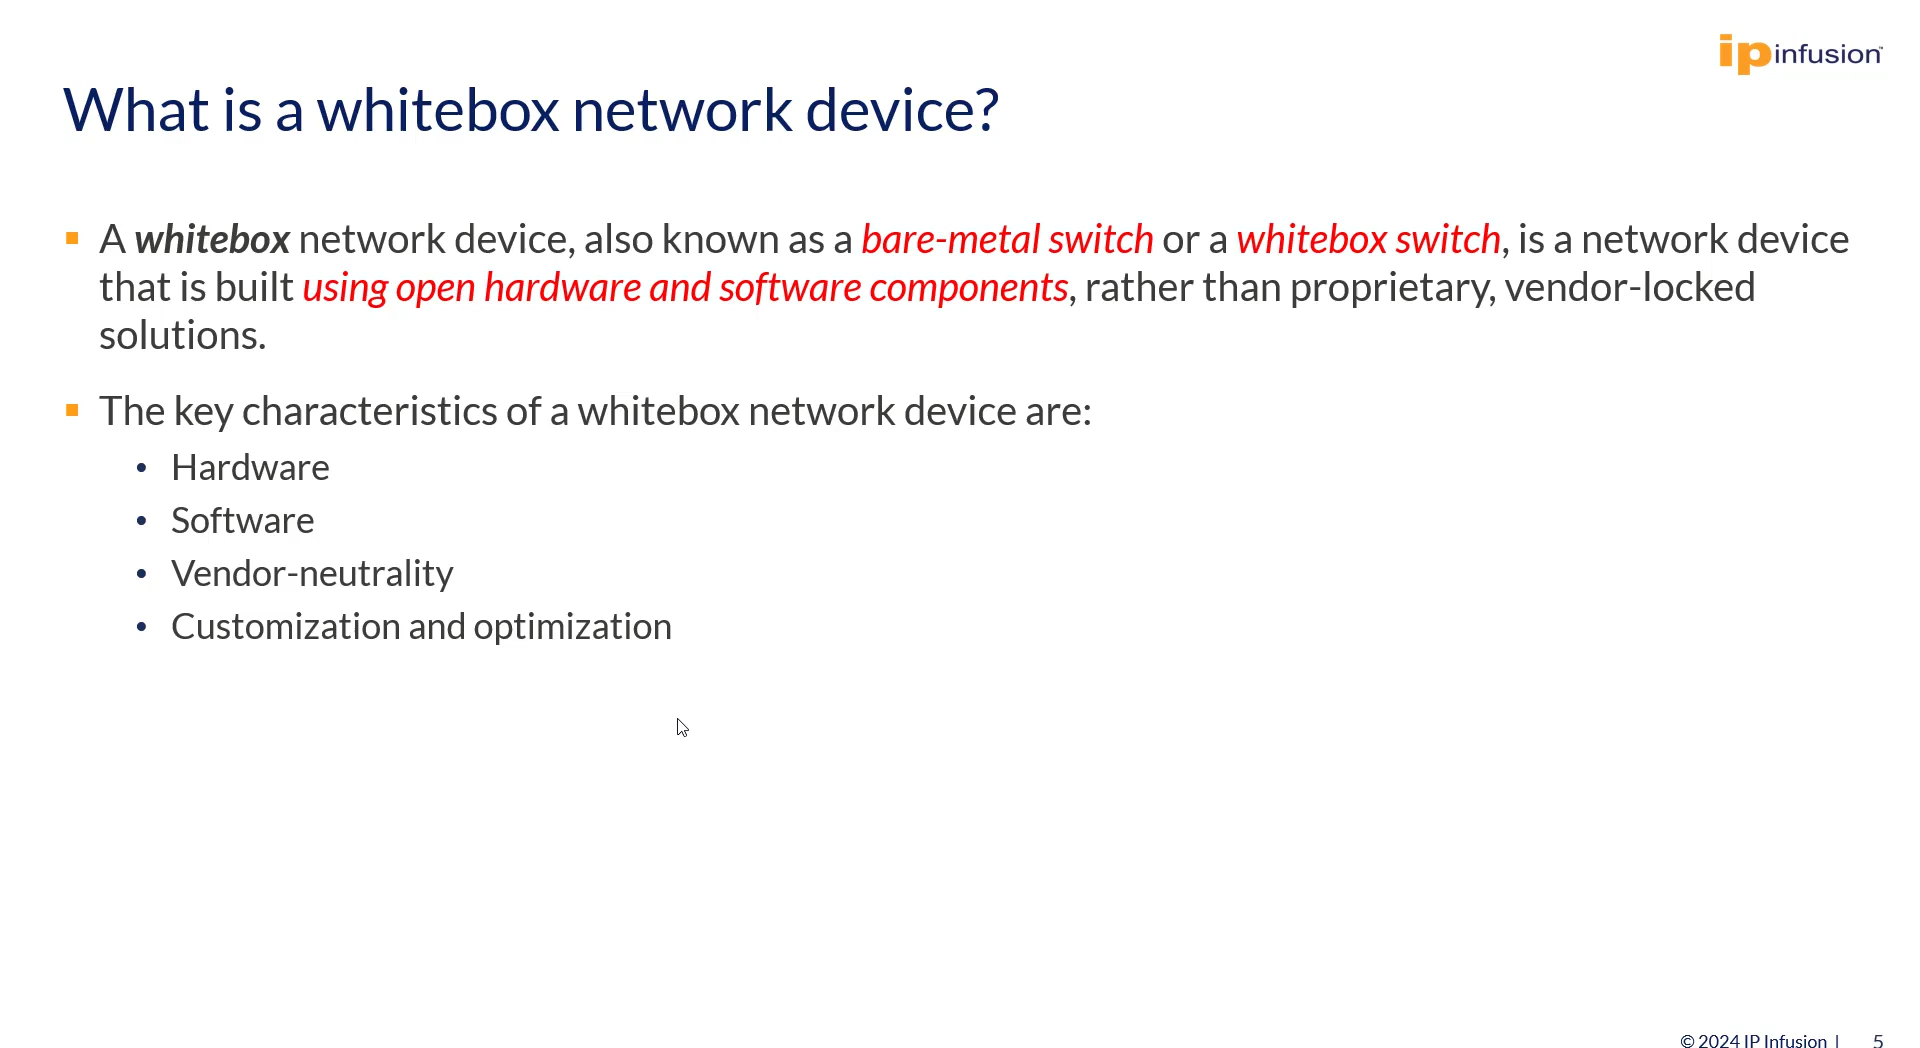 ip infusion™
What is a whitebox network device?
▪ A whitebox network device, also known as a bare-metal switch or a whitebox switch, is a network device
that is built using open hardware and software components, rather than proprietary, vendor-locked
solutions.
▪ The key characteristics of a whitebox network device are:
• Hardware
• Software
• Vendor-neutrality
• Customization and optimization
© 2024 IP Infusion | 5